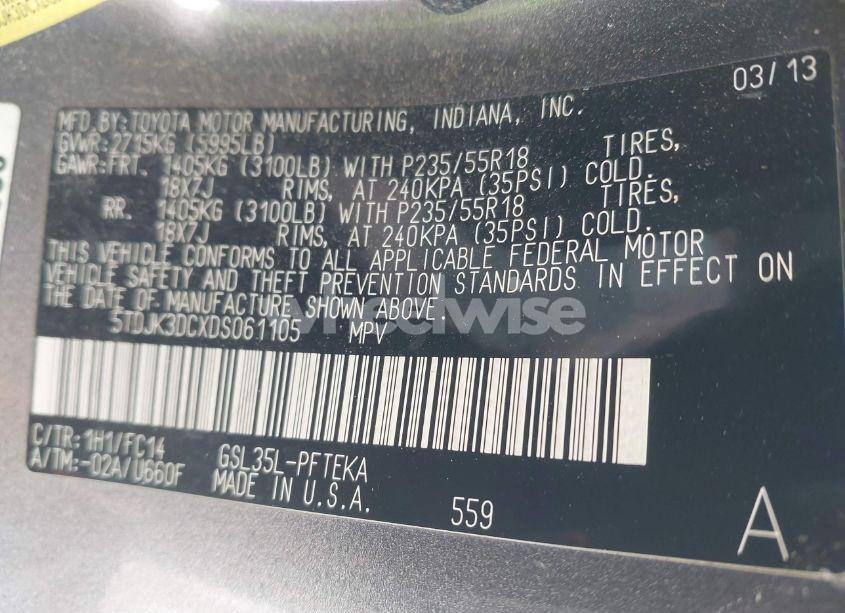 03/13
MFD.BY:TOYOTA MOTOR MANUFACTURING, INDIANA, INC.
GVWR:2715KG (5995LB)
GAWR:FRT. 1405KG (3100LB) WITH P235/55R18 TIRES,
18X7J RIMS, AT 240KPA (35PSI) COLD.
RR. 1405KG (3100LB) WITH P235/55R18 TIRES,
18X7J RIMS, AT 240KPA (35PSI) COLD.
THIS VEHICLE CONFORMS TO ALL APPLICABLE FEDERAL MOTOR
VEHICLE SAFETY AND THEFT PREVENTION STANDARDS IN EFFECT ON
THE DATE OF MANUFACTURE SHOWN ABOVE.
5TDJK3DCXDS061105 MPV
C/TR:1H1/FC14
A/TM:-02A/U660F
GSL35L-PFTEKA
MADE IN U.S.A.
559
A